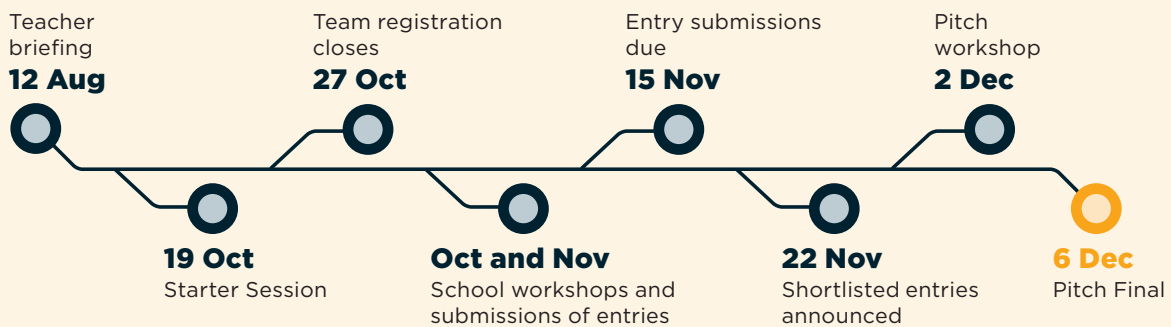 Teacher
briefing
12 Aug
19 Oct
Starter Session
Team registration
closes
27 Oct
Oct and Nov
School workshops and
submissions of entries
Entry submissions
due
15 Nov
22 Nov
Shortlisted entries
announced
Pitch
workshop
2 Dec
6 Dec
Pitch Final